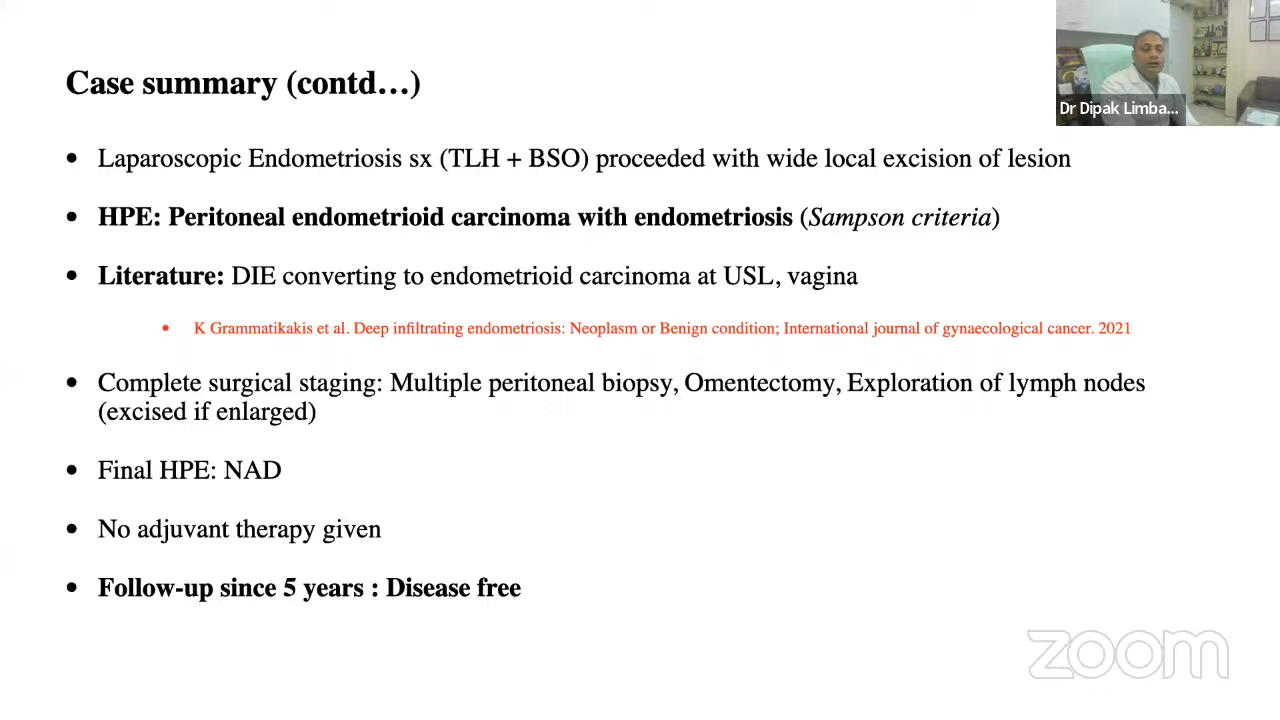 Case summary (contd…)
Dr Dipak Limba...
• Laparoscopic Endometriosis sx (TLH + BSO) proceeded with wide local excision of lesion
• HPE: Peritoneal endometrioid carcinoma with endometriosis (Sampson criteria)
• Literature: DIE converting to endometrioid carcinoma at USL, vagina
• K Grammatikakis et al. Deep infiltrating endometriosis: Neoplasm or Benign condition; International journal of gynaecological cancer. 2021
• Complete surgical staging: Multiple peritoneal biopsy, Omentectomy, Exploration of lymph nodes
(excised if enlarged)
• Final HPE: NAD
• No adjuvant therapy given
• Follow-up since 5 years : Disease free
zoom